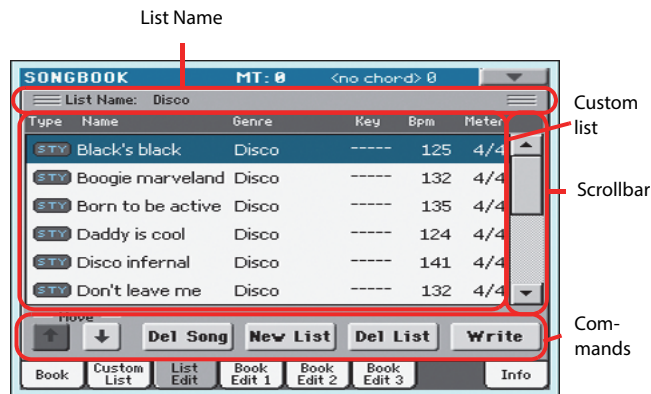 List Name
SONGBOOK MT: 0 <no chord> 0
List Name: Disco
Custom list
Type Name Genre Key Bpm Meter
STY Black's black Disco ----- 125 4/4
STY Boogie marveland Disco ----- 132 4/4
Scrollbar
STY Born to be active Disco ----- 135 4/4
STY Daddy is cool Disco ----- 124 4/4
STY Disco infernal Disco ----- 141 4/4
STY Don't leave me Disco ----- 132 4/4
Move
Del Song New List Del List Write
Com-
mands
Book Custom List List Edit Book Edit 1 Book Edit 2 Book Edit 3 Info